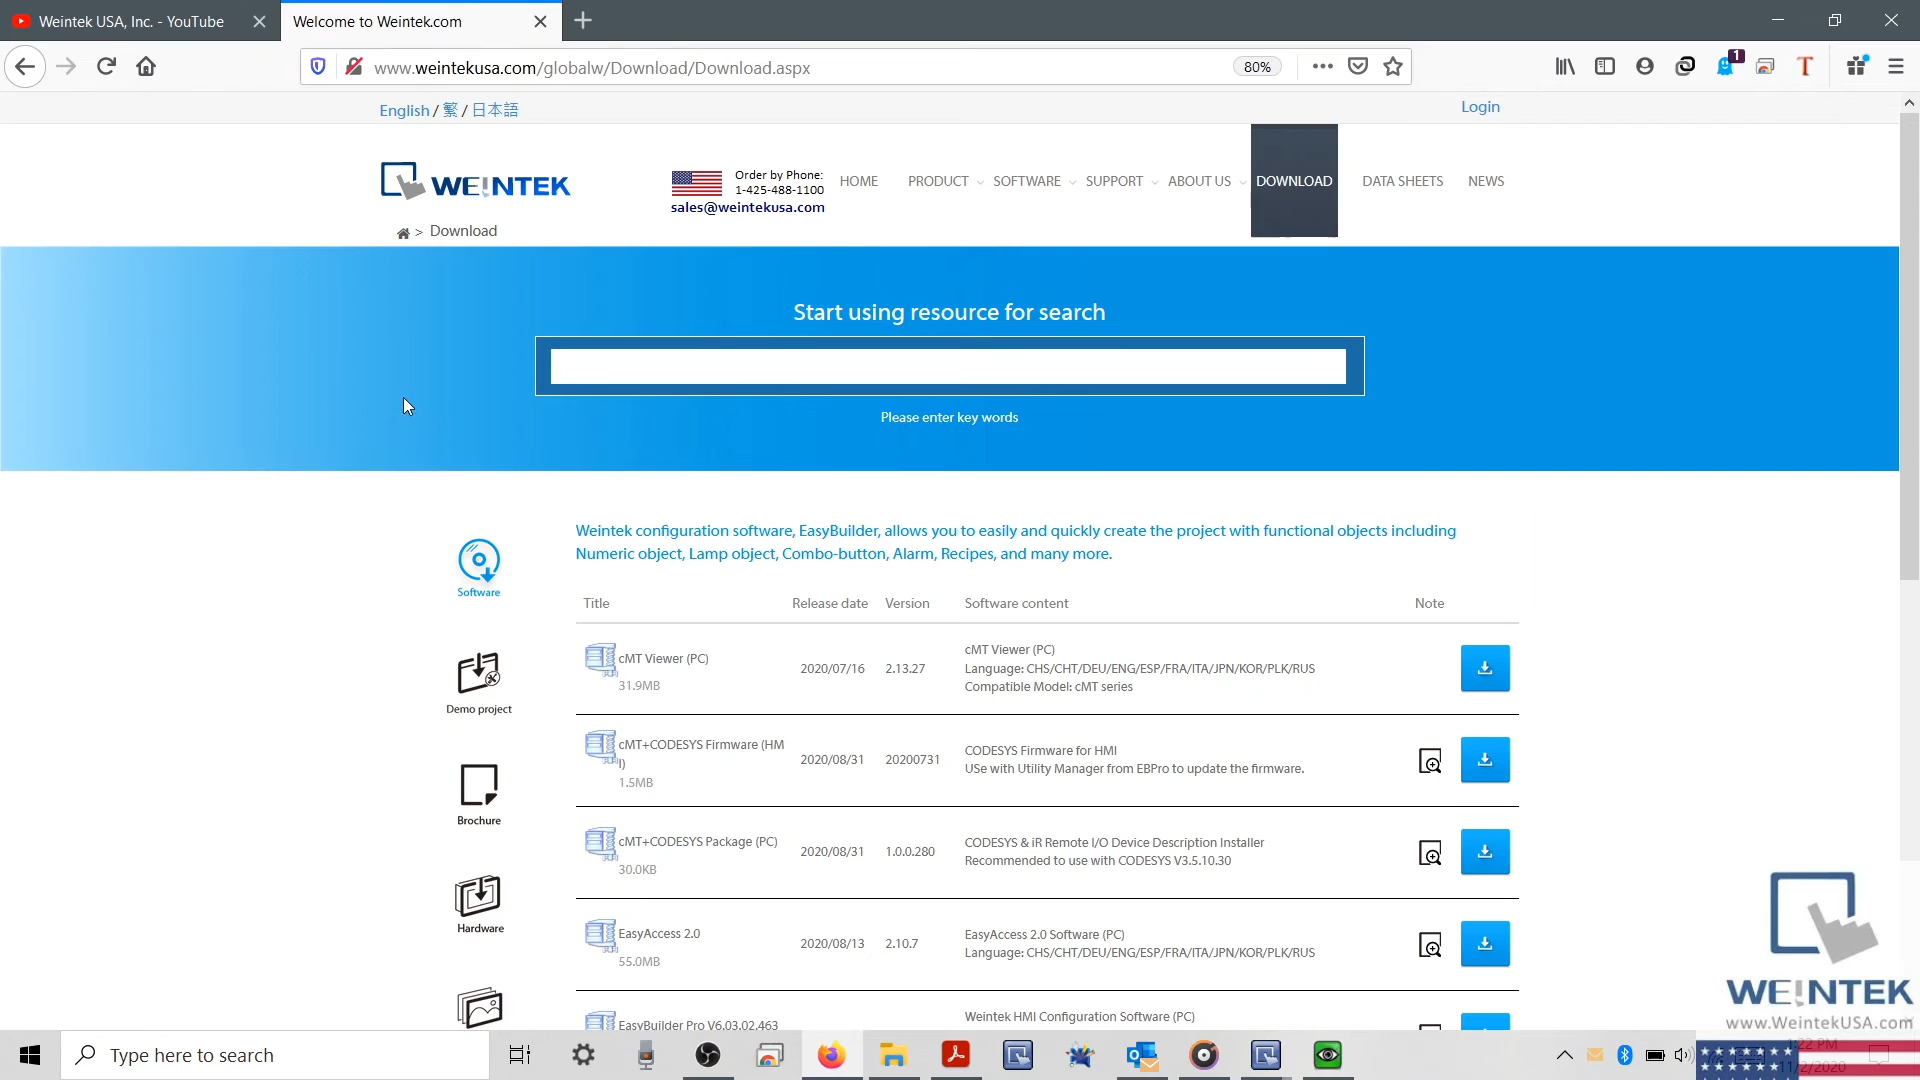 Weintek USA, Inc. - YouTube
Welcome to Weintek.com
www.weintekusa.com/globalw/Download/Download.aspx
80%
1
T
English / 繁 / 日本語
Login
WE!NTEK
Order by Phone:
1-425-488-1100
sales@weintekusa.com
HOME
PRODUCT
SOFTWARE
SUPPORT
ABOUT US
DOWNLOAD
DATA SHEETS
NEWS
> Download
Start using resource for search
Please enter key words
Weintek configuration software, EasyBuilder, allows you to easily and quickly create the project with functional objects including
Numeric object, Lamp object, Combo-button, Alarm, Recipes, and many more.
Software
Demo project
Brochure
Hardware
Title
Release date
Version
Software content
Note
cMT Viewer (PC)
31.9MB
2020/07/16
2.13.27
cMT Viewer (PC)
Language: CHS/CHT/DEU/ENG/ESP/FRA/ITA/JPN/KOR/PLK/RUS
Compatible Model: cMT series
cMT+CODESYS Firmware (HM
I)
1.5MB
2020/08/31
20200731
CODESYS Firmware for HMI
USe with Utility Manager from EBPro to update the firmware.
cMT+CODESYS Package (PC)
30.0KB
2020/08/31
1.0.0.280
CODESYS & iR Remote I/O Device Description Installer
Recommended to use with CODESYS V3.5.10.30
EasyAccess 2.0
55.0MB
2020/08/13
2.10.7
EasyAccess 2.0 Software (PC)
Language: CHS/CHT/DEU/ENG/ESP/FRA/ITA/JPN/KOR/PLK/RUS
EasyBuilder Pro V6.03.02.463
Weintek HMI Configuration Software (PC)
WE!NTEK
www.WeintekUSA.com
Type here to search
1:22 PM
11/2/2020